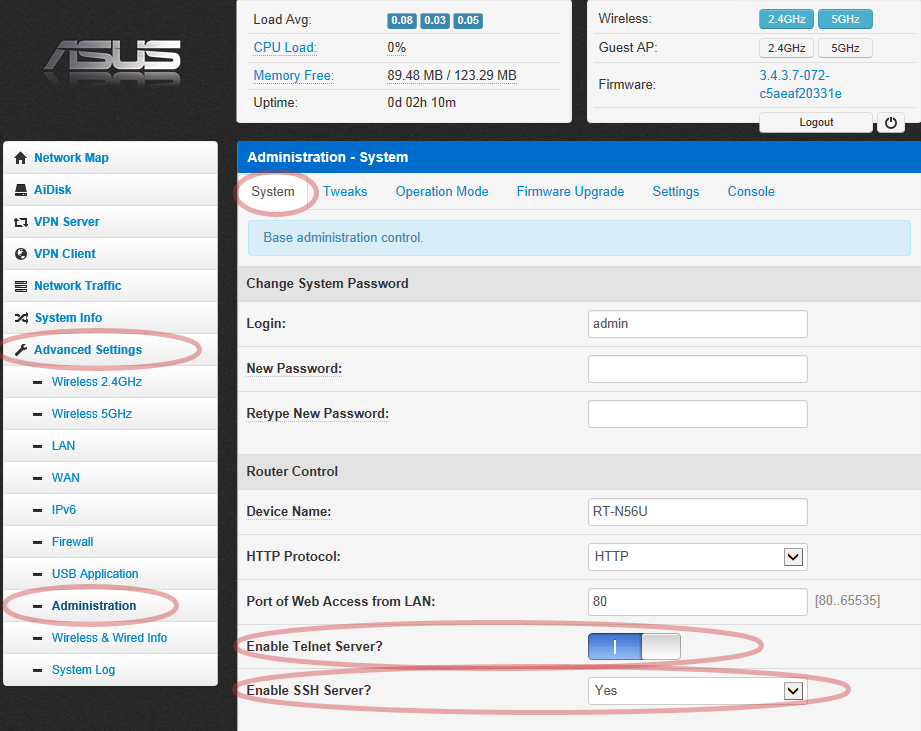 ASUS
Load Avg: 0.08 0.03 0.05
CPU Load: 0%
Memory Free: 89.48 MB / 123.29 MB
Uptime: 0d 02h 10m
Wireless: 2.4GHz 5GHz
Guest AP: 2.4GHz 5GHz
Firmware: 3.4.3.7-072-
c5aeaf20331e
Logout
Network Map
AiDisk
VPN Server
VPN Client
Network Traffic
System Info
Advanced Settings
Wireless 2.4GHz
Wireless 5GHz
LAN
WAN
IPv6
Firewall
USB Application
Administration
Wireless & Wired Info
System Log
Administration - System
System Tweaks Operation Mode Firmware Upgrade Settings Console
Base administration control.
Change System Password
Login: admin
New Password:
Retype New Password:
Router Control
Device Name: RT-N56U
HTTP Protocol: HTTP
Port of Web Access from LAN: 80 [80..65535]
Enable Telnet Server?
Enable SSH Server? Yes